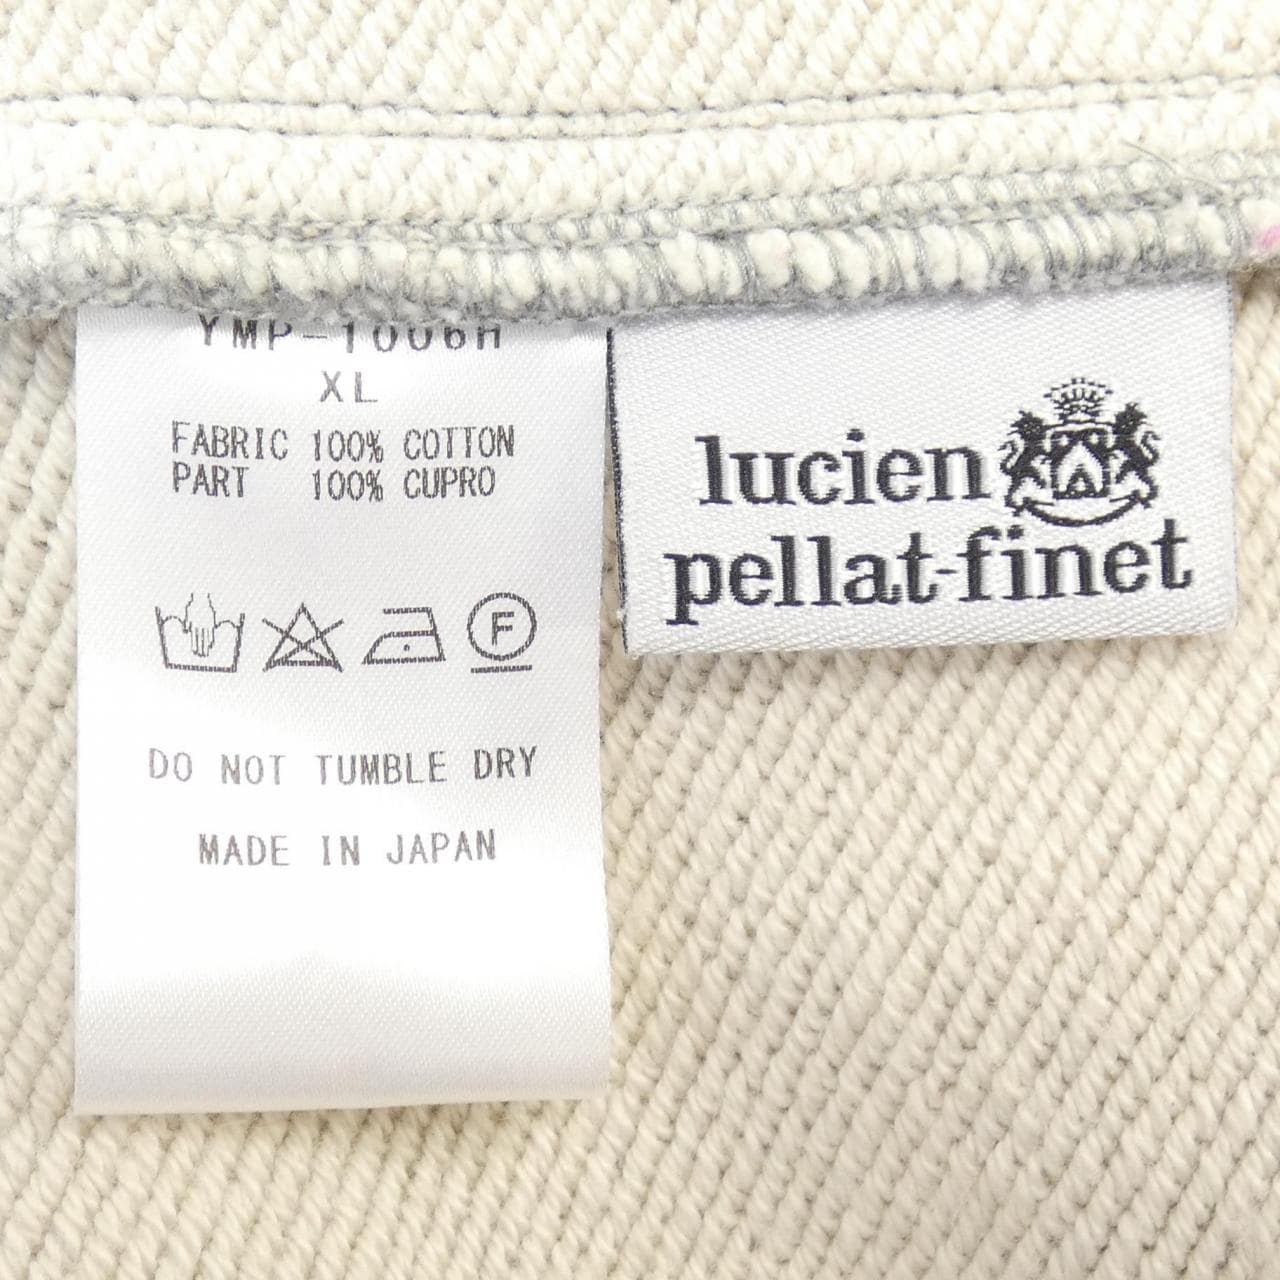 YMP-1006H
XL
FABRIC 100% COTTON
PART 100% CUPRO
F
DO NOT TUMBLE DRY
MADE IN JAPAN
lucien
pellat-finet